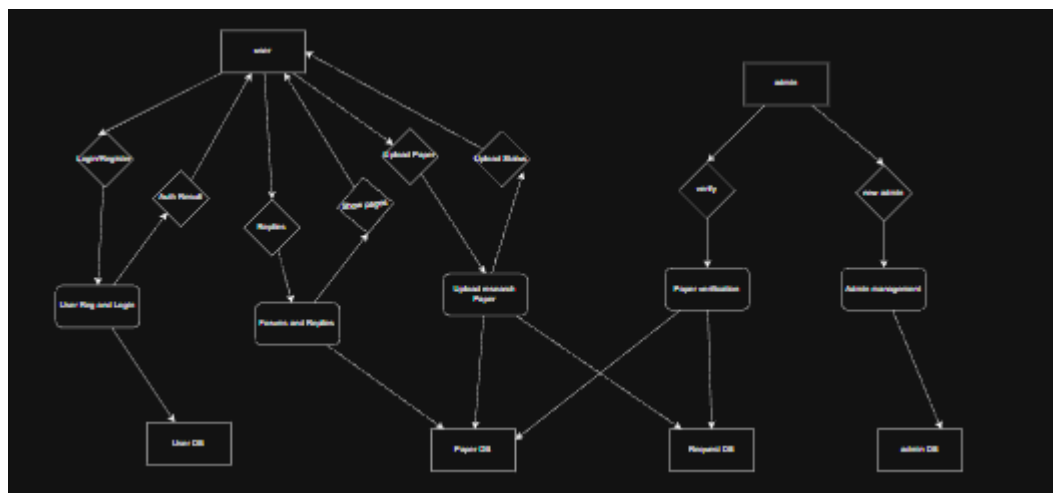 user
admin
Login/Register
Upload Paper
Upload Status
Auth Result
verify
new admin
Replies
User Reg and Login
Forums and Replies
Upload research
Paper
Paper verification
Admin management
User DB
Paper DB
Request DB
admin DB